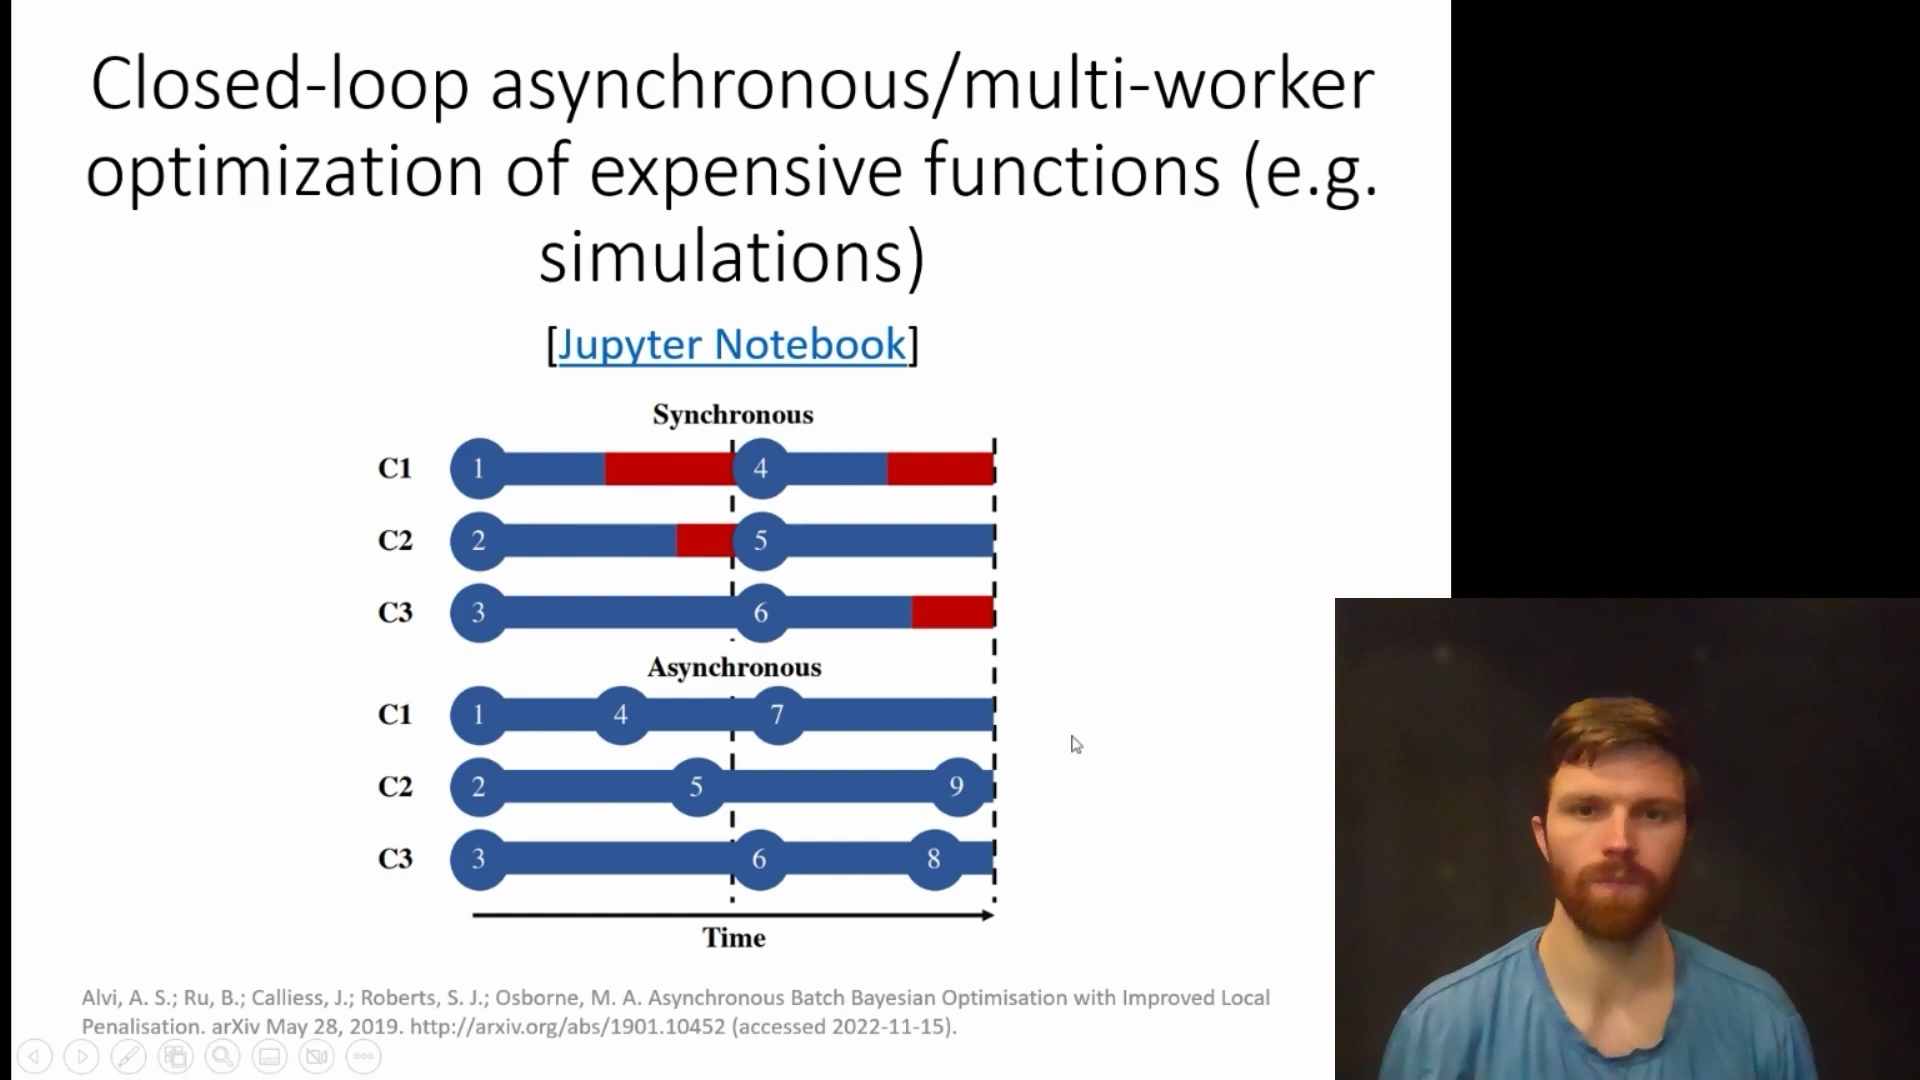 Closed-loop asynchronous/multi-worker
optimization of expensive functions (e.g.
simulations)
[Jupyter Notebook]
Synchronous
C1 1 4
C2 2 5
C3 3 6
Asynchronous
C1 1 4 7
C2 2 5 9
C3 3 6 8
Time
Alvi, A. S.; Ru, B.; Calliess, J.; Roberts, S. J.; Osborne, M. A. Asynchronous Batch Bayesian Optimisation with Improved Local
Penalisation. arXiv May 28, 2019. http://arxiv.org/abs/1901.10452 (accessed 2022-11-15).